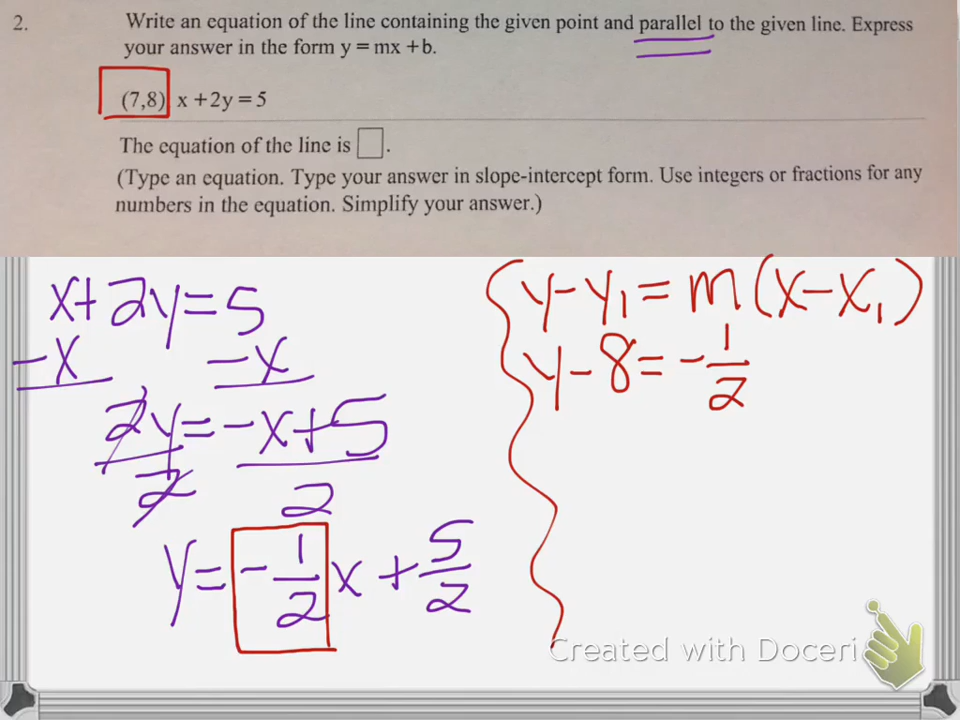 2. Write an equation of the line containing the given point and parallel to the given line. Express
your answer in the form y = mx + b.
(7,8) x + 2y = 5
The equation of the line is □.
(Type an equation. Type your answer in slope-intercept form. Use integers or fractions for any
numbers in the equation. Simplify your answer.)
x + 2y = 5
-x -x
2y = -x + 5
2 2
y = -1/2 x + 5/2
y - y₁ = m(x - x₁)
y - 8 = -1/2
Created with Doceri